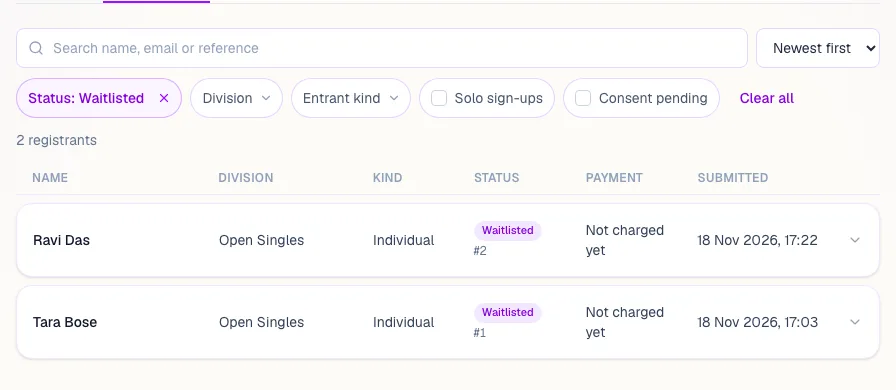 Search name, email or reference
Newest first
Status: Waitlisted
Division
Entrant kind
Solo sign-ups
Consent pending
Clear all
2 registrants
NAME DIVISION KIND STATUS PAYMENT SUBMITTED
Ravi Das Open Singles Individual Waitlisted #2 Not charged yet 18 Nov 2026, 17:22
Tara Bose Open Singles Individual Waitlisted #1 Not charged yet 18 Nov 2026, 17:03